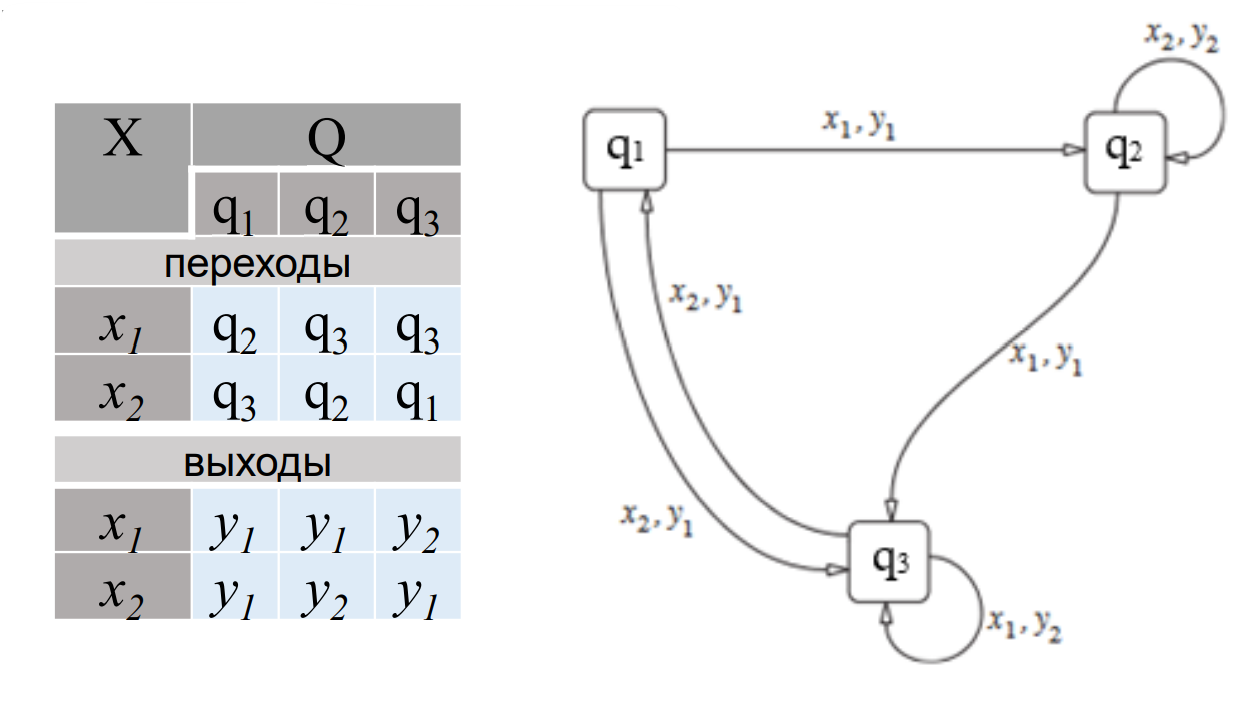 X Q
q₁ q₂ q₃
переходы
x₁ q₂ q₃ q₃
x₂ q₃ q₂ q₁
выходы
x₁ y₁ y₁ y₂
x₂ y₁ y₂ y₁
x₂, y₂
q₁
x₁, y₁
q₂
x₂, y₁
x₁, y₁
x₂, y₁
q₃
x₁, y₂